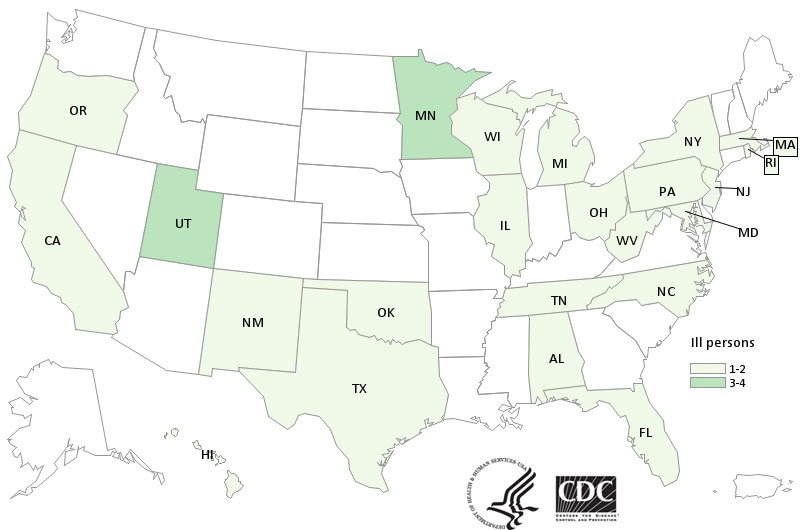 OR
MN
WI
MI
NY
MA
RI
PA
NJ
OH
MD
CA
UT
IL
WV
TN
NC
NM
OK
AL
TX
FL
HI
Ill persons
1-2
3-4
DEPARTMENT OF HEALTH & HUMAN SERVICES·USA
CDC
CENTERS FOR DISEASE
CONTROL AND PREVENTION